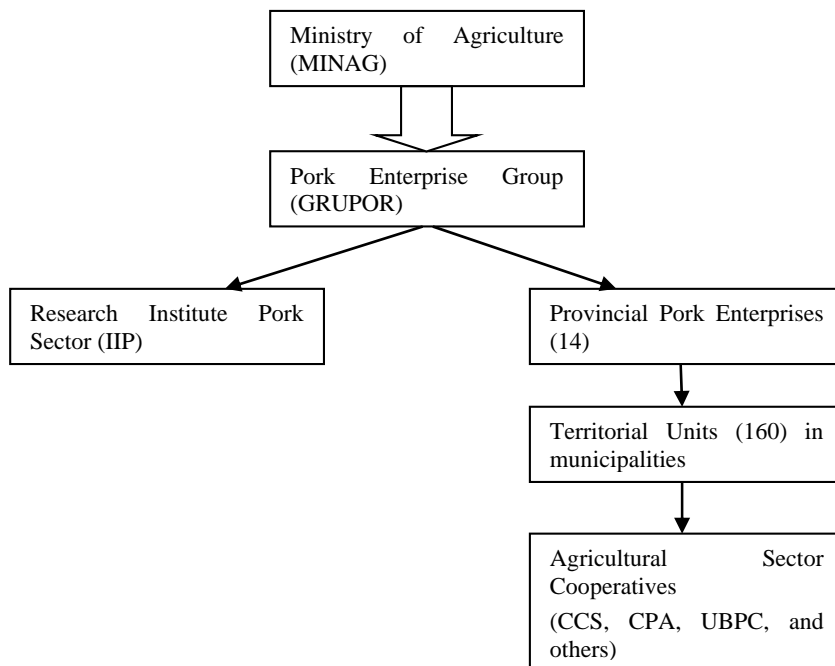 Ministry of Agriculture
(MINAG)
Pork Enterprise Group
(GRUPOR)
Research Institute Pork
Sector (IIP)
Provincial Pork Enterprises
(14)
Territorial Units (160) in
municipalities
Agricultural Sector
Cooperatives
(CCS, CPA, UBPC, and
others)